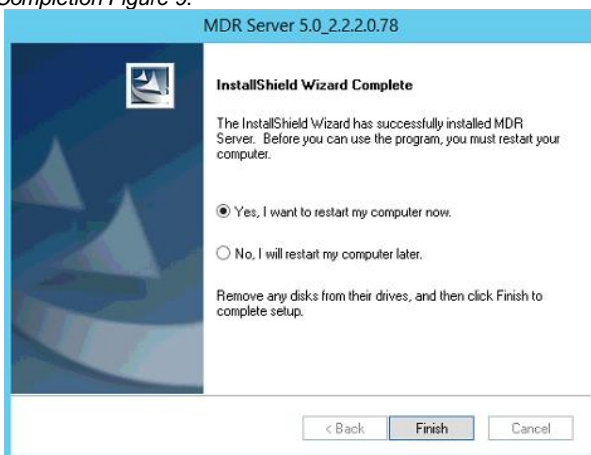 Completion Figure 9.
MDR Server 5.0_2.2.2.0.78
InstallShield Wizard Complete
The InstallShield Wizard has successfully installed MDR
Server. Before you can use the program, you must restart your
computer.
Yes, I want to restart my computer now.
No, I will restart my computer later.
Remove any disks from their drives, and then click Finish to
complete setup.
< Back Finish Cancel